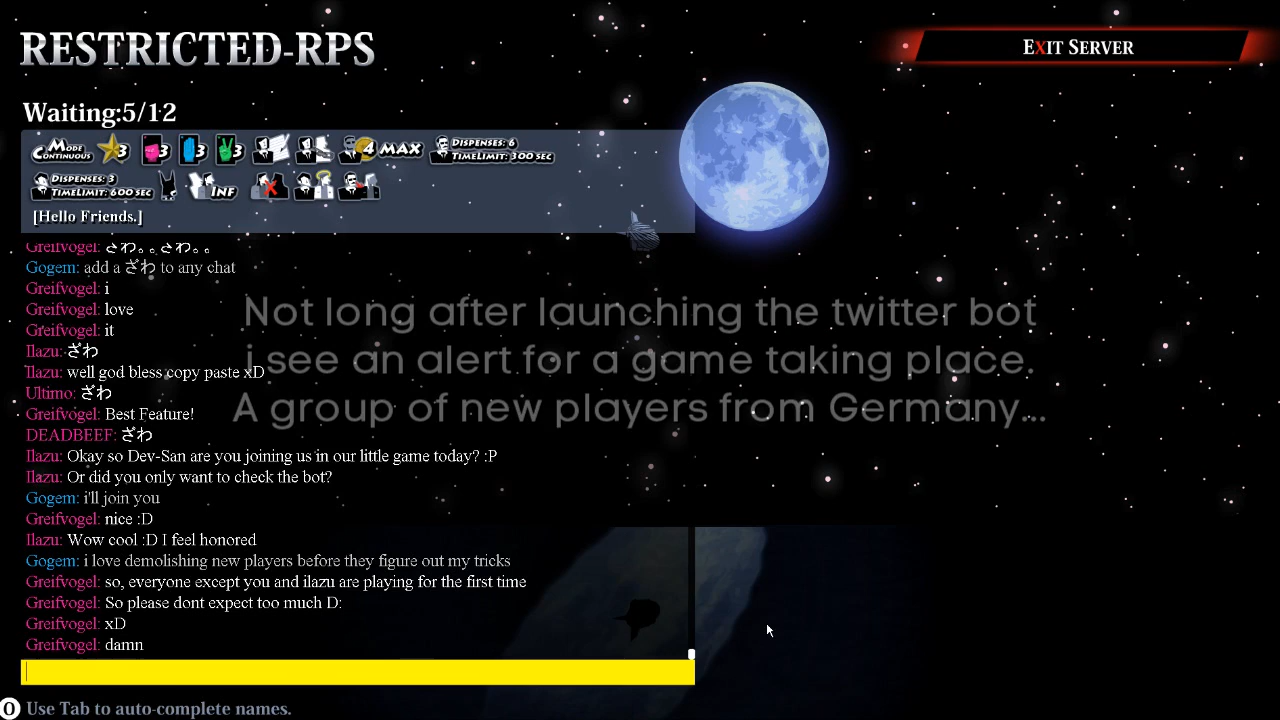 RESTRICTED-RPS
EXIT SERVER
Waiting:5/12
MODE CONTINUOUS 3 3 3 3 4 MAX DISPENSES: 6 TIMELIMIT: 300 SEC
DISPENSES: 3 TIMELIMIT: 600 SEC INF
[Hello Friends.]
Greifvogel: ざわ。。ざわ。。
Gogem: add a ざわ to any chat
Greifvogel: i
Greifvogel: love
Greifvogel: it
Ilazu: ざわ
Ilazu: well god bless copy paste xD
Ultimo: ざわ
Greifvogel: Best Feature!
DEADBEEF: ざわ
Ilazu: Okay so Dev-San are you joining us in our little game today? :P
Ilazu: Or did you only want to check the bot?
Gogem: i'll join you
Greifvogel: nice :D
Ilazu: Wow cool :D I feel honored
Gogem: i love demolishing new players before they figure out my tricks
Greifvogel: so, everyone except you and ilazu are playing for the first time
Greifvogel: So please dont expect too much D:
Greifvogel: xD
Greifvogel: damn
Not long after launching the twitter bot
i see an alert for a game taking place.
A group of new players from Germany...
O Use Tab to auto-complete names.